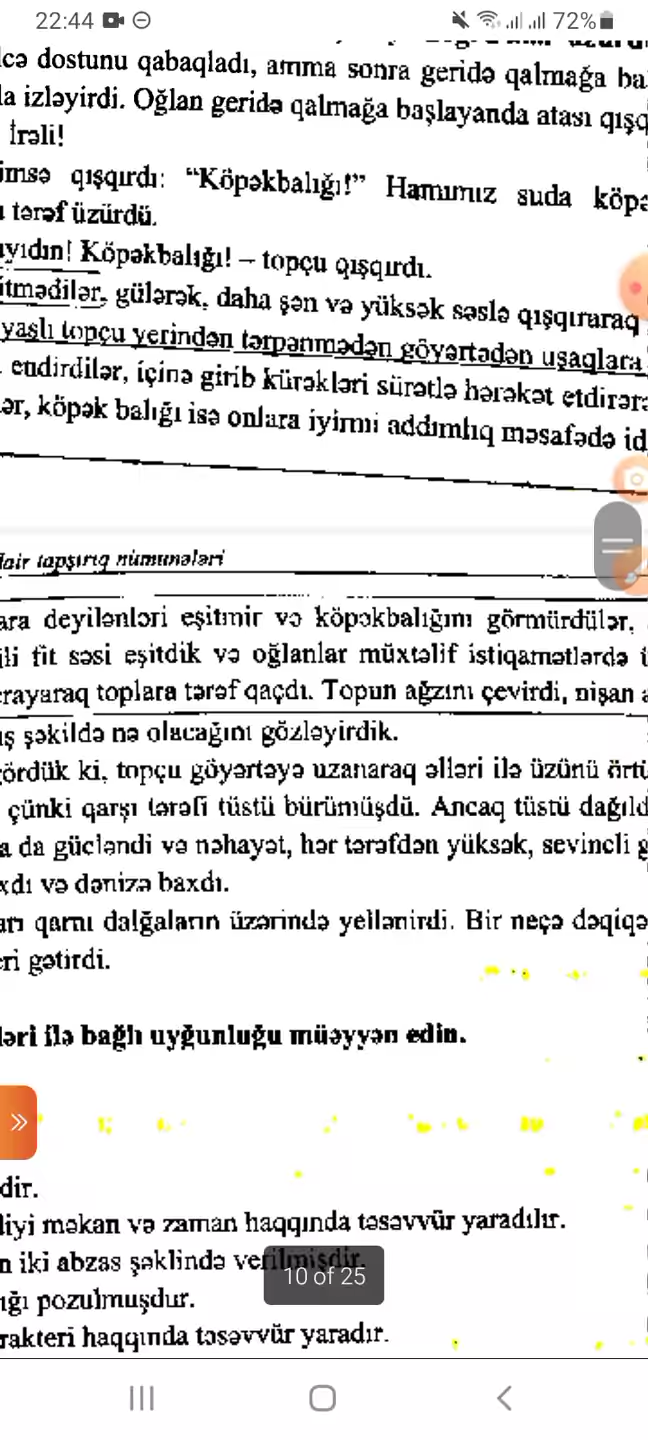 22:44 72%
lcə dostunu qabaqladı, amma sonra geridə qalmağa ba
la izləyirdi. Oğlan geridə qalmağa başlayanda atası qışq
İrəli!
imsə qışqırdı: “Köpəkbalığı!” Hamımız suda köpə
tərəf üzürdü.
yıdın! Köpəkbalığı! – topçu qışqırdı.
itmədilər, gülərək, daha şən və yüksək səslə qışqıraraq
yaşlı topçu yerindən tərpənmədən göyərtədən uşaqlara
endirdilər, içinə girib kürəkləri sürətlə hərəkət etdirərə
ər, köpək balığı isə onlara iyirmi addımlıq məsafədə id
dair tapşırıq nümunələri
ara deyilənləri eşitmir və köpəkbalığını görmürdülər,
ili fit səsi eşitdik və oğlanlar müxtəlif istiqamətlərdə ü
crayaraq toplara tərəf qaçdı. Topun ağzını çevirdi, nişan a
ış şəkildə nə olacağını gözləyirdik.
ördük ki, topçu göyərtəyə uzanaraq əlləri ilə üzünü örtü
çünki qarşı tərəfi tüstü bürümüşdü. Ancaq tüstü dağıld
a da gücləndi və nəhayət, hər tərəfdən yüksək, sevincli g
xdı və dənizə baxdı.
arı qarnı dalğaların üzərində yellənirdi. Bir neçə dəqiqə
eri gətirdi.
ləri ilə bağlı uyğunluğu müəyyən edin.
dir.
liyi məkan və zaman haqqında təsəvvür yaradılır.
n iki abzas şəklində verilmişdir.
10 of 25
ığı pozulmuşdur.
rakteri haqqında təsəvvür yaradır.